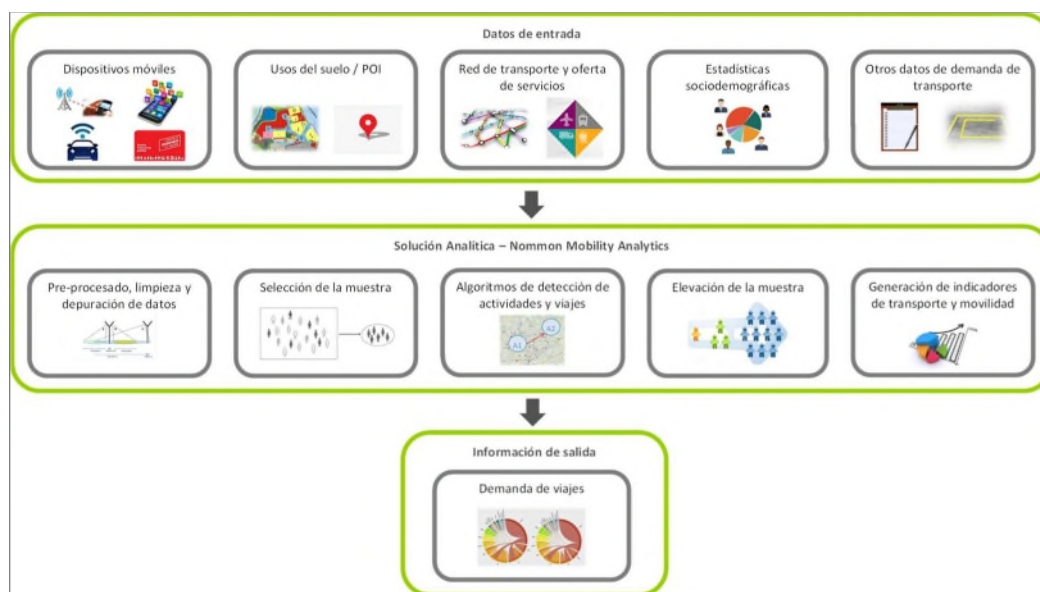 Datos de entrada
Dispositivos móviles
Usos del suelo / POI
Red de transporte y oferta
de servicios
Estadísticas
sociodemográficas
Otros datos de demanda de
transporte
Solución Analítica – Nommon Mobility Analytics
Pre-procesado, limpieza y
depuración de datos
Selección de la muestra
Algoritmos de detección de
actividades y viajes
A1
A2
Elevación de la muestra
Generación de indicadores
de transporte y movilidad
Información de salida
Demanda de viajes